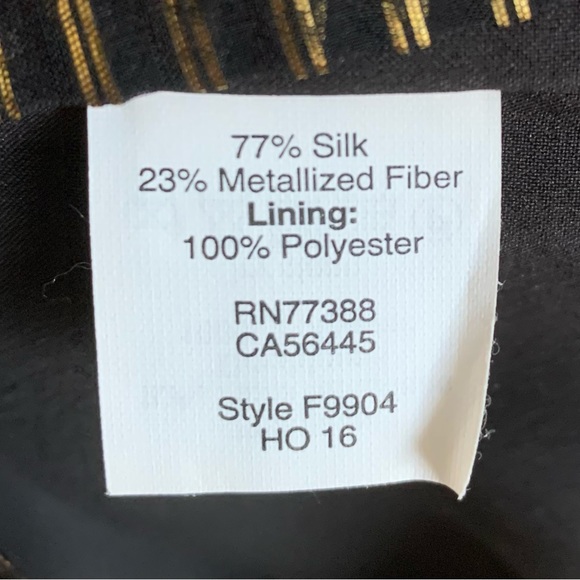 77% Silk
23% Metallized Fiber
Lining:
100% Polyester
RN77388
CA56445
Style F9904
HO 16